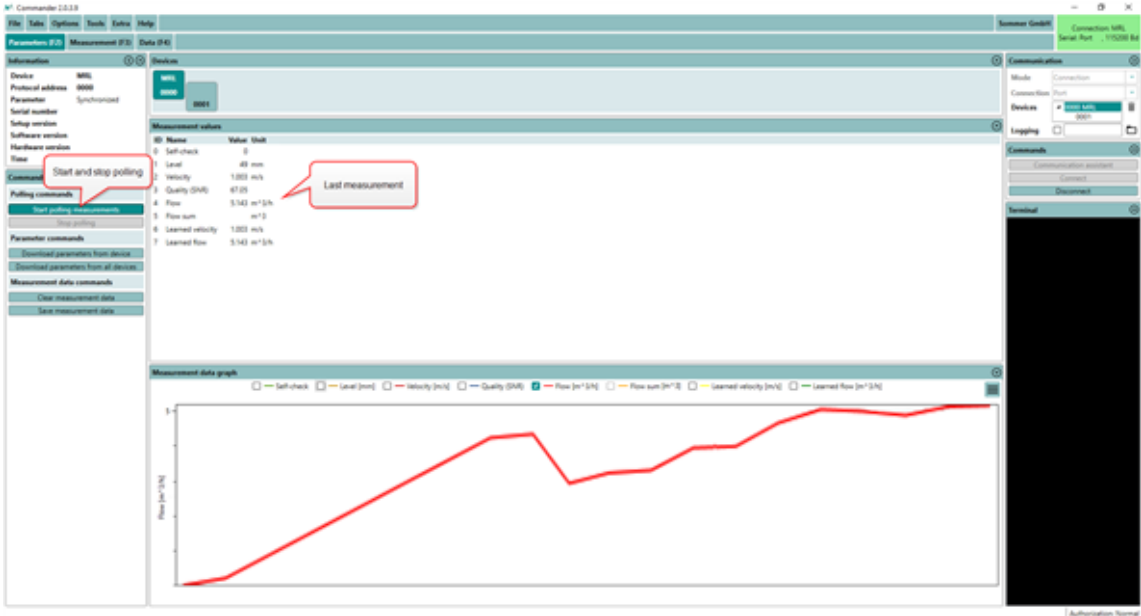 Commander 2.0.3.9
File Tabs Options Tools Extra Help
Sommer GmbH
Connection: MRL
Serial: Port , 115200 Bd
Parameters (F2) Measurement (F3) Data (F4)
Information
Device MRL
Protocol address 0000
Parameter Synchronized
Serial number
Setup version
Software version
Hardware version
Time
Start and stop polling
Polling commands
Start polling measurements
Stop polling
Parameter commands
Download parameters from device
Download parameters from all devices
Measurement data commands
Clear measurement data
Save measurement data
Devices
MRL
0000
0001
Measurement values
ID Name Value Unit
0 Self-check 0
1 Level 49 mm
2 Velocity 1.003 m/s
3 Quality (SNR) 67.05
4 Flow 5.143 m^3/h
5 Flow sum m^3
6 Learned velocity 1.003 m/s
7 Learned flow 5.143 m^3/h
Last measurement
Measurement data graph
Self-check Level [mm] Velocity [m/s] Quality (SNR) Flow [m^3/h] Flow sum [m^3] Learned velocity [m/s] Learned flow [m^3/h]
5
Flow [m^3/h]
Communication
Mode Connection
Connection Port
Devices 0000 MRL
0001
Logging
Commands
Communication assistant
Connect
Disconnect
Terminal
Authorization: Normal